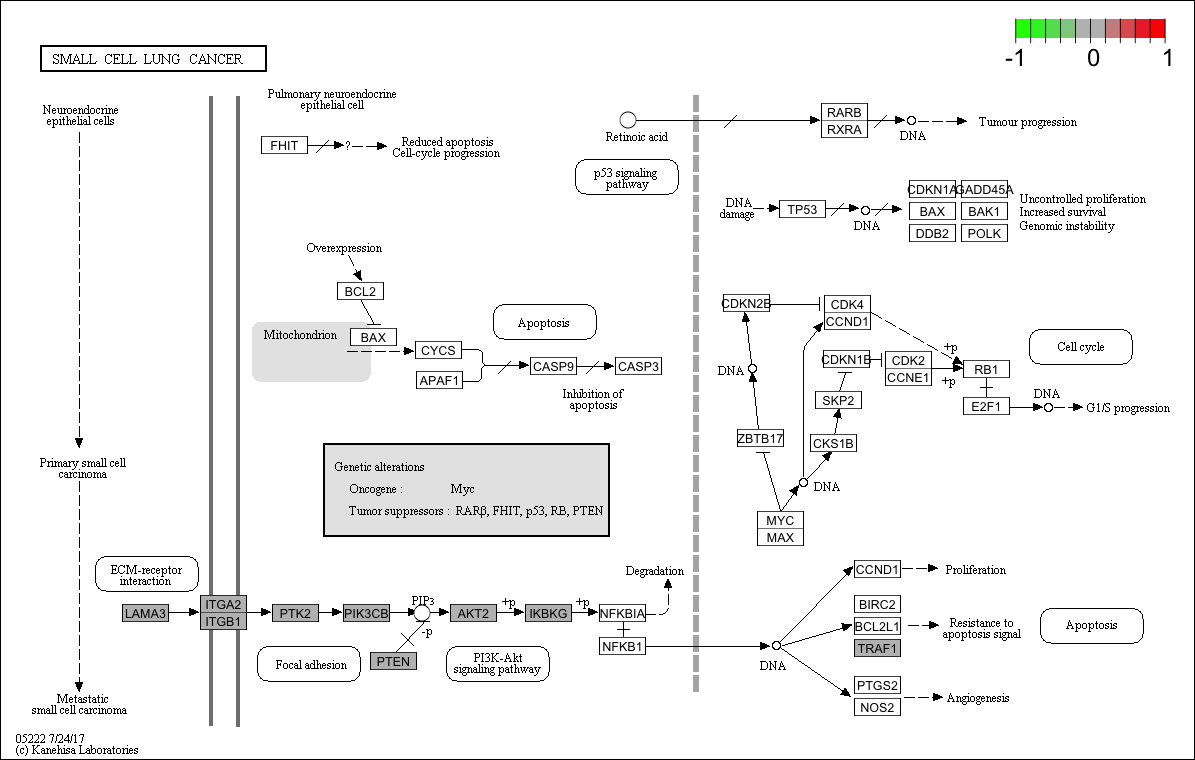 -1
0
1
SMALL CELL LUNG CANCER
Neuroendocrine
epithelial cells
Pulmonary neuroendocrine
epithelial cell
FHIT
?
Reduced apoptosis
Cell-cycle progression
Retinoic acid
RARB
RXRA
DNA
Tumour progression
p53 signaling
pathway
DNA
damage
TP53
DNA
CDKN1A
GADD45A
BAX
BAK1
DDB2
POLK
Uncontrolled proliferation
Increased survival
Genomic instability
Overexpression
BCL2
Mitochondrion
BAX
CYCS
APAF1
Apoptosis
CASP9
CASP3
Inhibition of
apoptosis
CDKN2B
CDK4
CCND1
CDKN1B
CDK2
CCNE1
+p
+p
RB1
E2F1
DNA
G1/S progression
Cell cycle
DNA
SKP2
ZBTB17
CKS1B
DNA
MYC
MAX
Primary small cell
carcinoma
Genetic alterations
Oncogene : Myc
Tumor suppressors : RARβ, FHIT, p53, RB, PTEN
ECM-receptor
interaction
LAMA3
ITGA2
ITGB1
PTK2
PIK3CB
PIP3
-p
PTEN
AKT2
+p
IKBKG
+p
NFKBIA
NFKB1
Degradation
Focal adhesion
PI3K-Akt
signaling pathway
DNA
CCND1
Proliferation
BIRC2
BCL2L1
TRAF1
Resistance to
apoptosis signal
Apoptosis
PTGS2
NOS2
Angiogenesis
Metastatic
small cell carcinoma
05222 7/24/17
(c) Kanehisa Laboratories